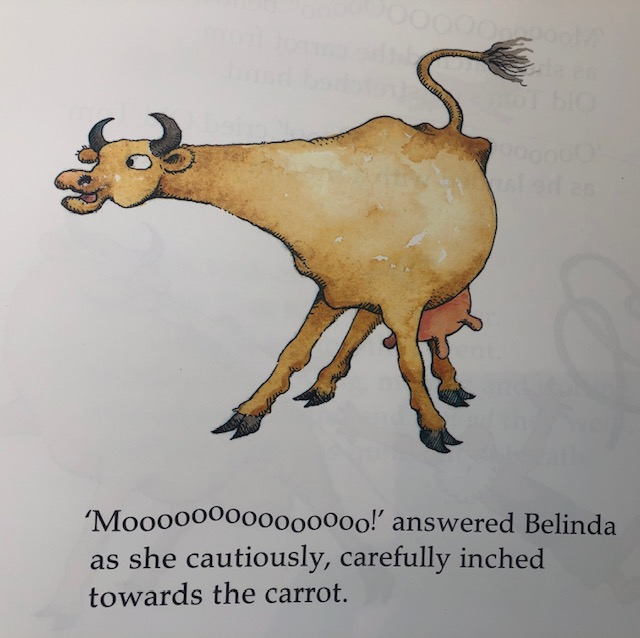 ‘Mooooooooooooooo!’ answered Belinda
as she cautiously, carefully inched
towards the carrot.